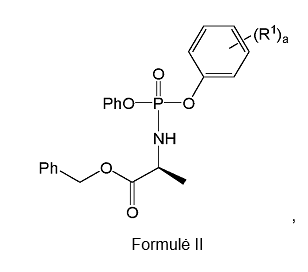 (R1)a
O
PhO P O
NH
Ph O
O
,
Formulė II